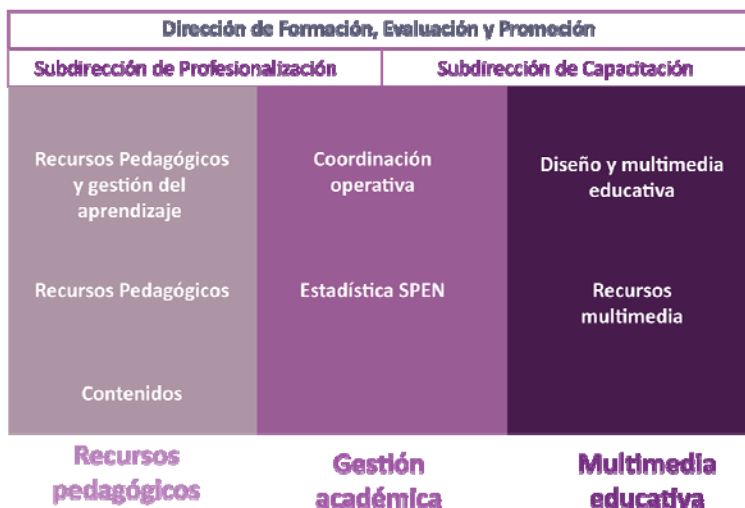 Dirección de Formación, Evaluación y Promoción
Subdirección de Profesionalización
Subdirección de Capacitación
Recursos Pedagógicos
y gestión del
aprendizaje
Coordinación
operativa
Diseño y multimedia
educativa
Recursos Pedagógicos
Estadística SPEN
Recursos
multimedia
Contenidos
Recursos
pedagógicos
Gestión
académica
Multimedia
educativa